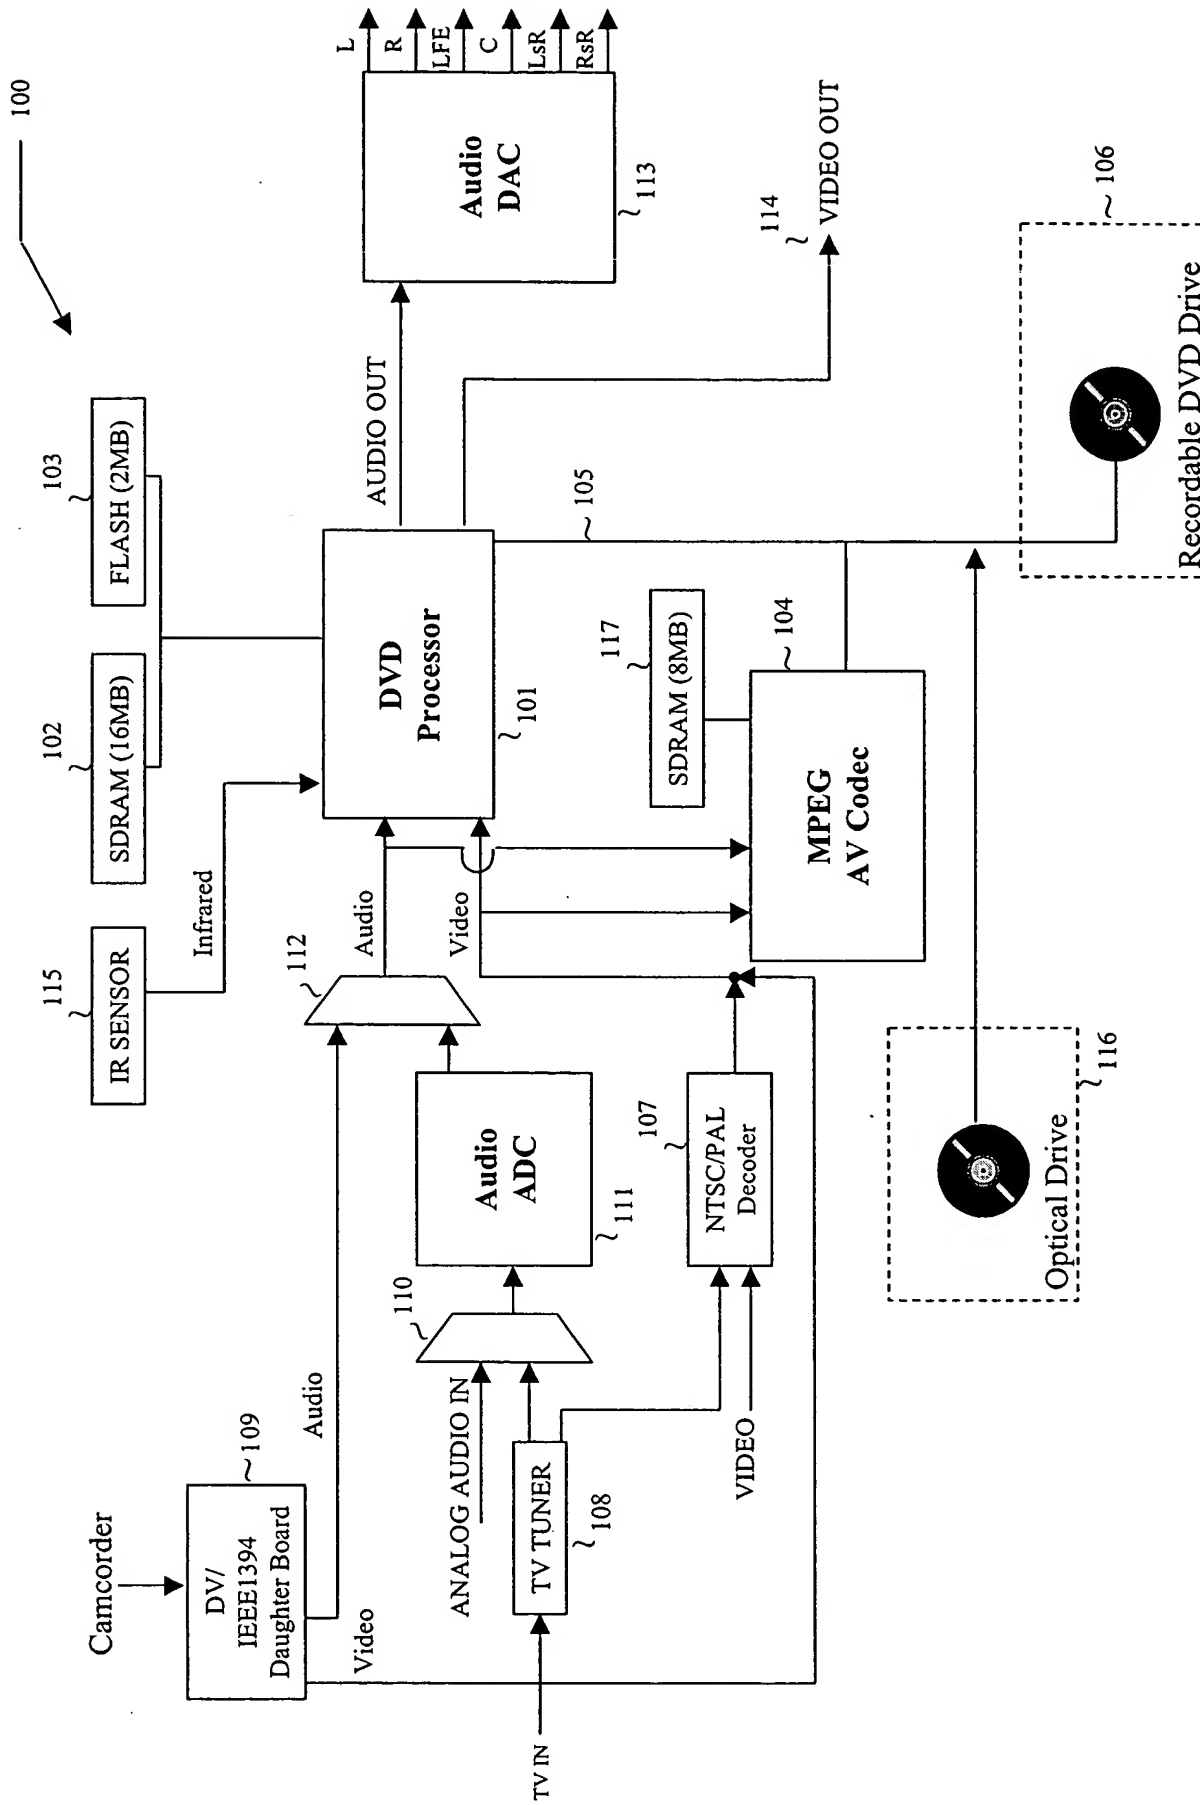 100
Camcorder
DV/
IEEE1394
Daughter Board
109
Audio
Video
115
IR SENSOR
Infrared
102
SDRAM (16MB)
103
FLASH (2MB)
112
Audio
Video
DVD
Processor
101
AUDIO OUT
Audio
DAC
113
L
R
LFE
C
LsR
RsR
ANALOG AUDIO IN
110
Audio
ADC
111
TV IN
TV TUNER
108
VIDEO
107
NTSC/PAL
Decoder
117
SDRAM (8MB)
104
MPEG
AV Codec
105
114
VIDEO OUT
116
Optical Drive
106
Recordable DVD Drive